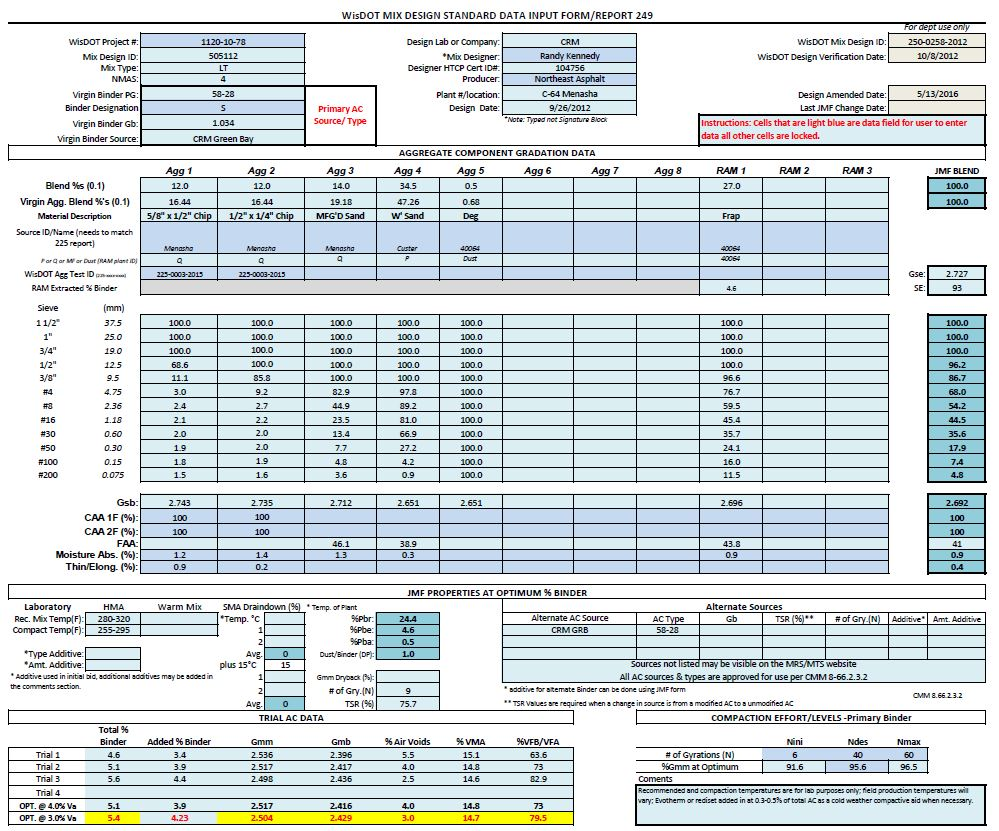 WisDOT MIX DESIGN STANDARD DATA INPUT FORM/REPORT 249
For dept use only
WisDOT Project #: 1120-10-78 Design Lab or Company: CRM WisDOT Mix Design ID: 250-0258-2012
Mix Design ID: 505112 *Mix Designer: Randy Kennedy WisDOT Design Verification Date: 10/8/2012
Mix Type: LT Designer HTCP Cert ID#: 104756
NMAS: 4 Producer: Northeast Asphalt
Virgin Binder PG: 58-28 Plant #/location: C-64 Menasha Design Amended Date: 5/13/2016
Binder Designation S Primary AC Source/ Type Design Date: 9/26/2012 Last JMF Change Date:
Virgin Binder Gb: 1.034 *Note: Typed not Signature Block Instructions: Cells that are light blue are data field for user to enter
Virgin Binder Source: CRM Green Bay data all other cells are locked.
AGGREGATE COMPONENT GRADATION DATA
Agg 1 Agg 2 Agg 3 Agg 4 Agg 5 Agg 6 Agg 7 Agg 8 RAM 1 RAM 2 RAM 3 JMF BLEND
Blend %s (0.1) 12.0 12.0 14.0 34.5 0.5 27.0 100.0
Virgin Agg. Blend %'s (0.1) 16.44 16.44 19.18 47.26 0.68 100.0
Material Description 5/8" x 1/2" Chip 1/2" x 1/4" Chip MFG'D Sand W' Sand Deg Frap
Source ID/Name (needs to match
225 report) Menasha Menasha Menasha Custer 40064 40064
P or Q or MF or Dust (RAM plant ID) Q Q Q P Dust 40064
WisDOT Agg Test ID (225-xxxx-xxxx) 225-0003-2015 225-0003-2015 Gse: 2.727
RAM Extracted % Binder 4.6 SE: 93
Sieve (mm)
1 1/2" 37.5 100.0 100.0 100.0 100.0 100.0 100.0 100.0
1" 25.0 100.0 100.0 100.0 100.0 100.0 100.0 100.0
3/4" 19.0 100.0 100.0 100.0 100.0 100.0 100.0 100.0
1/2" 12.5 68.6 100.0 100.0 100.0 100.0 100.0 96.2
3/8" 9.5 11.1 85.8 100.0 100.0 100.0 96.6 86.7
#4 4.75 3.0 9.2 82.9 97.8 100.0 76.7 68.0
#8 2.36 2.4 2.7 44.9 89.2 100.0 59.5 54.2
#16 1.18 2.1 2.2 23.5 81.0 100.0 45.4 44.5
#30 0.60 2.0 2.0 13.4 66.9 100.0 35.7 35.6
#50 0.30 1.9 2.0 7.7 27.2 100.0 24.1 17.9
#100 0.15 1.8 1.9 4.8 4.2 100.0 16.0 7.4
#200 0.075 1.5 1.6 3.6 0.9 100.0 11.5 4.8
Gsb: 2.743 2.735 2.712 2.651 2.651 2.696 2.692
CAA 1F (%): 100 100 100
CAA 2F (%): 100 100 100
FAA: 46.1 38.9 43.8 41
Moisture Abs. (%): 1.2 1.4 1.3 0.3 0.9 0.9
Thin/Elong. (%): 0.9 0.2 0.4
JMF PROPERTIES AT OPTIMUM % BINDER
Laboratory HMA Warm Mix SMA Draindown (%) * Temp. of Plant Alternate Sources
Rec. Mix Temp(F): 280-320 *Temp. °C %Pbr: 24.4 Alternate AC Source AC Type Gb TSR (%)** # of Gry.(N) Additive* Amt. Additive
Compact Temp(F): 255-295 1 %Pbe: 4.6 CRM GRB 58-28
2 %Pba: 0.5
*Type Additive: Avg. 0 Dust/Binder (DP): 1.0
*Amt. Additive: plus 15°C 15 Sources not listed may be visible on the MRS/MTS website
* Additive used in initial bid, additional additives may be added in 1 Gmm Dryback (%): All AC sources & types are approved for use per CMM 8-66.2.3.2
the comments section. 2 # of Gry.(N) 9 * additive for alternate Binder can be done using JMF form CMM 8.66.2.3.2
Avg. 0 TSR (%) 75.7 ** TSR Values are required when a change in source is from a modified AC to a unmodified AC
TRIAL AC DATA COMPACTION EFFORT/LEVELS -Primary Binder
Total % Binder Added % Binder Gmm Gmb % Air Voids % VMA %VFB/VFA Nini Ndes Nmax
Trial 1 4.6 3.4 2.536 2.396 5.5 15.1 63.6 # of Gyrations (N) 6 40 60
Trial 2 5.1 3.9 2.517 2.417 4.0 14.8 73 %Gmm at Optimum 91.6 95.6 96.5
Trial 3 5.6 4.4 2.498 2.436 2.5 14.6 82.9 Coments
Trial 4 Recommended and compaction temperatures are for lab purposes only; field production temperatures will
OPT. @ 4.0% Va 5.1 3.9 2.517 2.416 4.0 14.8 73 vary; Evotherm or rediset added in at 0.3-0.5% of total AC as a cold weather compactive aid when necessary.
OPT. @ 3.0% Va 5.4 4.23 2.504 2.429 3.0 14.7 79.5